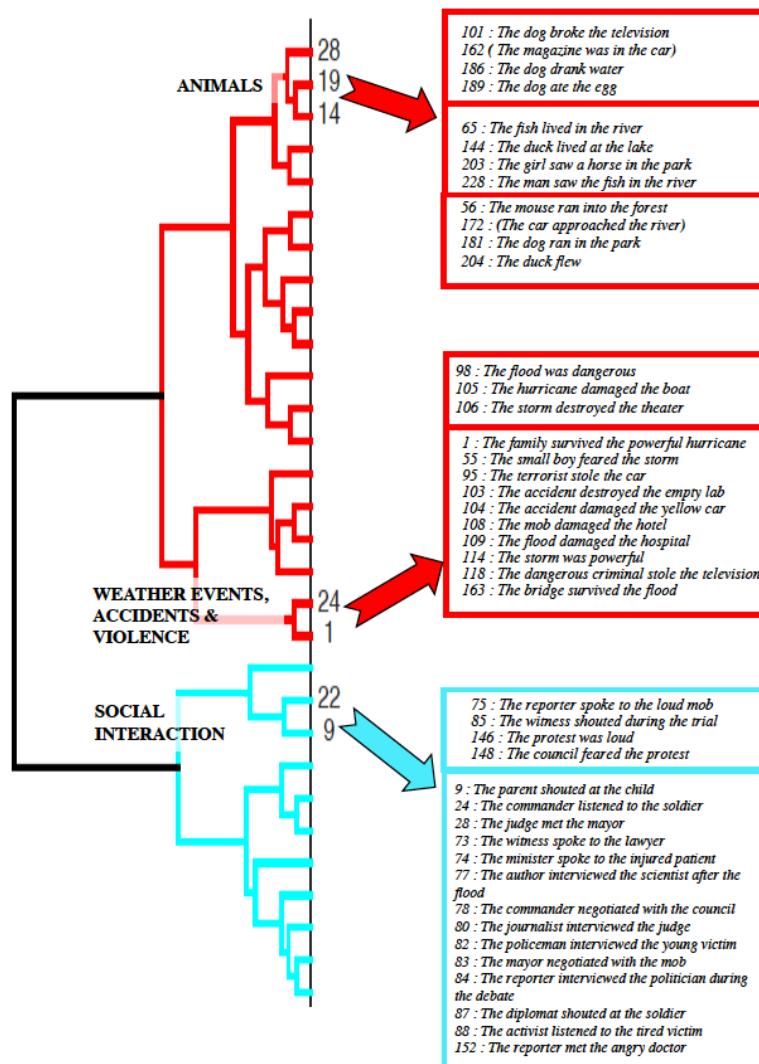 28
ANIMALS
19
14
101 : The dog broke the television
162 ( The magazine was in the car)
186 : The dog drank water
189 : The dog ate the egg
65 : The fish lived in the river
144 : The duck lived at the lake
203 : The girl saw a horse in the park
228 : The man saw the fish in the river
56 : The mouse ran into the forest
172 : (The car approached the river)
181 : The dog ran in the park
204 : The duck flew
98 : The flood was dangerous
105 : The hurricane damaged the boat
106 : The storm destroyed the theater
WEATHER EVENTS,
ACCIDENTS &
VIOLENCE
24
1
1 : The family survived the powerful hurricane
55 : The small boy feared the storm
95 : The terrorist stole the car
103 : The accident destroyed the empty lab
104 : The accident damaged the yellow car
108 : The mob damaged the hotel
109 : The flood damaged the hospital
114 : The storm was powerful
118 : The dangerous criminal stole the television
163 : The bridge survived the flood
SOCIAL
INTERACTION
22
9
75 : The reporter spoke to the loud mob
85 : The witness shouted during the trial
146 : The protest was loud
148 : The council feared the protest
9 : The parent shouted at the child
24 : The commander listened to the soldier
28 : The judge met the mayor
73 : The witness spoke to the lawyer
74 : The minister spoke to the injured patient
77 : The author interviewed the scientist after the
flood
78 : The commander negotiated with the council
80 : The journalist interviewed the judge
82 : The policeman interviewed the young victim
83 : The mayor negotiated with the mob
84 : The reporter interviewed the politician during
the debate
87 : The diplomat shouted at the soldier
88 : The activist listened to the tired victim
152 : The reporter met the angry doctor